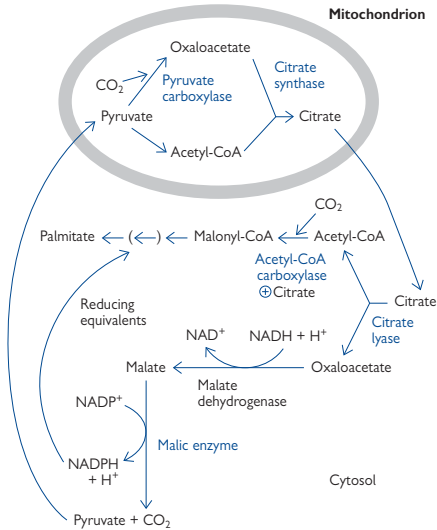 Mitochondrion
Oxaloacetate
CO₂
Pyruvate
carboxylase
Citrate
synthase
Pyruvate
Citrate
Acetyl-CoA
CO₂
Palmitate
( )
Malonyl-CoA
Acetyl-CoA
Acetyl-CoA
carboxylase
⊕Citrate
Reducing
equivalents
Citrate
Citrate
lyase
NAD⁺
NADH + H⁺
Malate
Oxaloacetate
Malate
dehydrogenase
NADP⁺
Malic enzyme
NADPH
+ H⁺
Cytosol
Pyruvate + CO₂